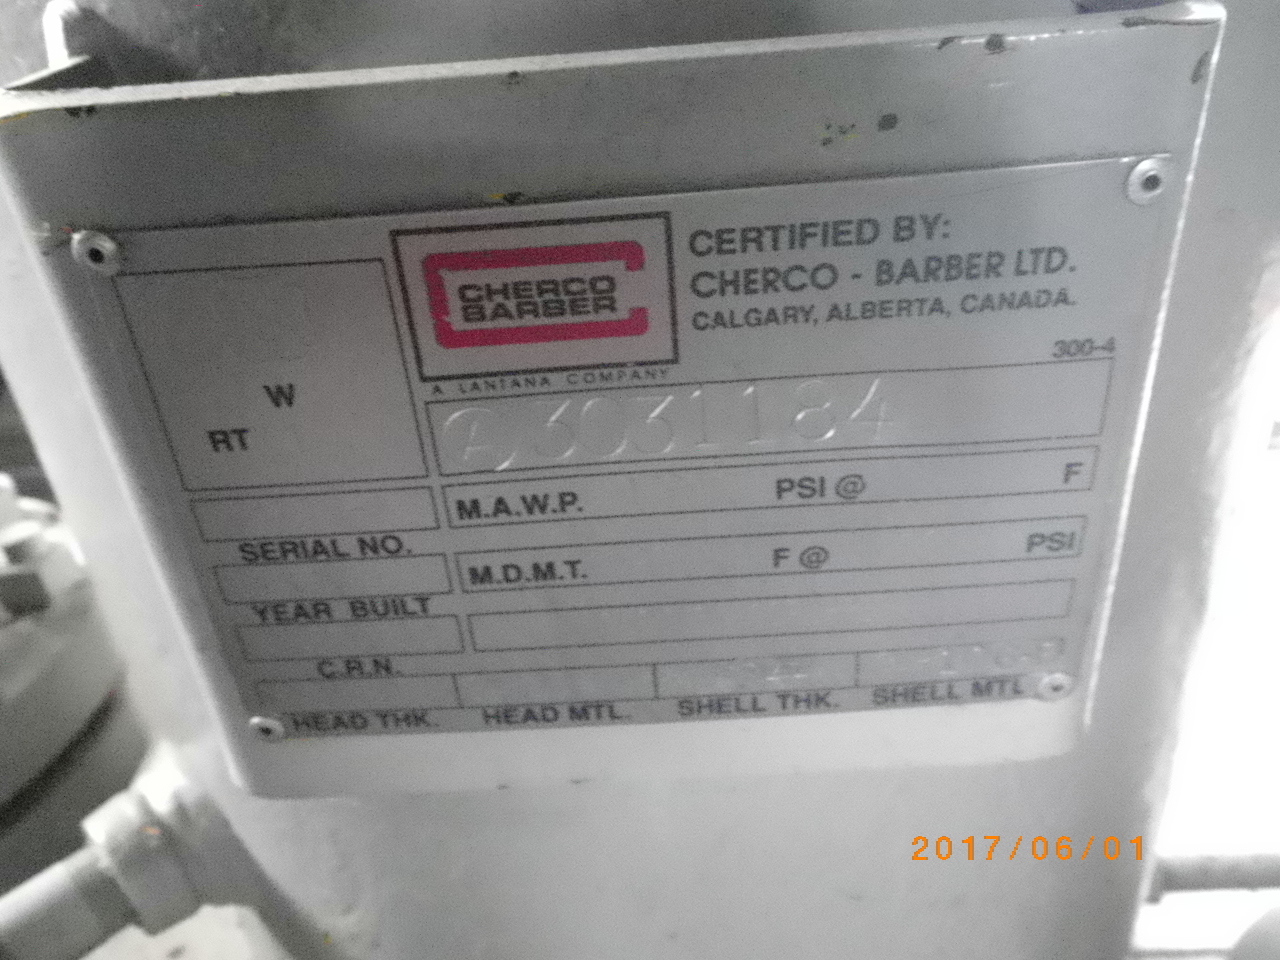 CHERCO
BARBER
A LANTANA COMPANY
CERTIFIED BY:
CHERCO - BARBER LTD.
CALGARY, ALBERTA, CANADA.
300-4
W
RT
A3031184
M.A.W.P. PSI @ F
SERIAL NO.
M.D.M.T. F @ PSI
YEAR BUILT
C.R.N.
HEAD THK. HEAD MTL. SHELL THK. SHELL MTL
2017/06/01